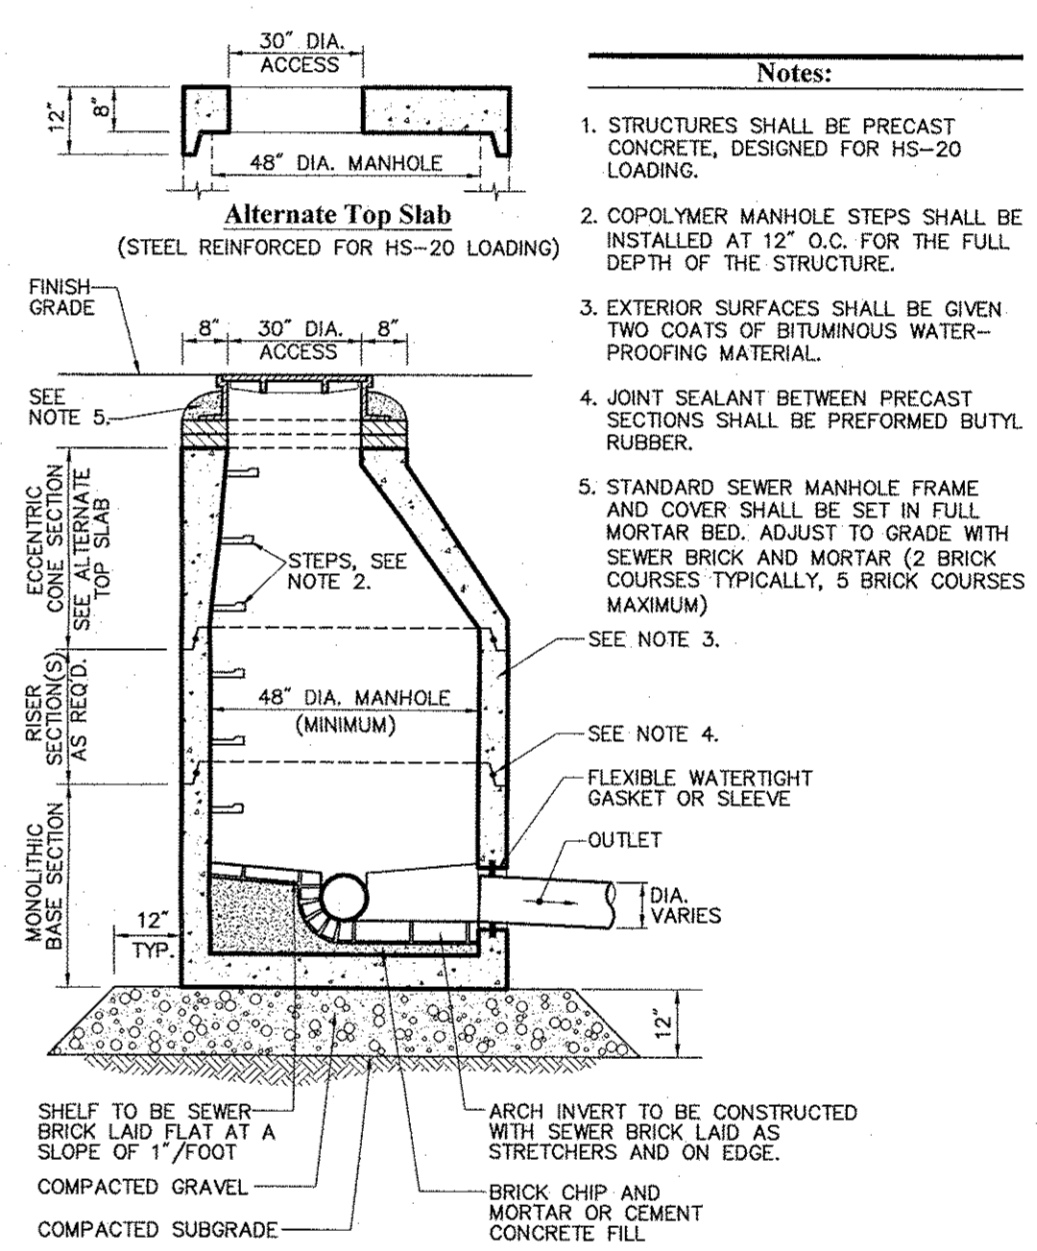 30" DIA.
ACCESS
12"
8"
48" DIA. MANHOLE
Alternate Top Slab
(STEEL REINFORCED FOR HS-20 LOADING)
FINISH
GRADE
8"
30" DIA.
ACCESS
8"
SEE
NOTE 5.
ECCENTRIC
CONE SECTION
SEE ALTERNATE
TOP SLAB
STEPS, SEE
NOTE 2.
RISER
SECTION(S)
AS REQ'D.
48" DIA. MANHOLE
(MINIMUM)
MONOLITHIC
BASE SECTION
12"
TYP.
SEE NOTE 3.
SEE NOTE 4.
FLEXIBLE WATERTIGHT
GASKET OR SLEEVE
OUTLET
DIA.
VARIES
12"
SHELF TO BE SEWER
BRICK LAID FLAT AT A
SLOPE OF 1"/FOOT
COMPACTED GRAVEL
COMPACTED SUBGRADE
ARCH INVERT TO BE CONSTRUCTED
WITH SEWER BRICK LAID AS
STRETCHERS AND ON EDGE.
BRICK CHIP AND
MORTAR OR CEMENT
CONCRETE FILL
Notes:
1. STRUCTURES SHALL BE PRECAST
CONCRETE, DESIGNED FOR HS-20
LOADING.
2. COPOLYMER MANHOLE STEPS SHALL BE
INSTALLED AT 12" O.C. FOR THE FULL
DEPTH OF THE STRUCTURE.
3. EXTERIOR SURFACES SHALL BE GIVEN
TWO COATS OF BITUMINOUS WATER-
PROOFING MATERIAL.
4. JOINT SEALANT BETWEEN PRECAST
SECTIONS SHALL BE PREFORMED BUTYL
RUBBER.
5. STANDARD SEWER MANHOLE FRAME
AND COVER SHALL BE SET IN FULL
MORTAR BED. ADJUST TO GRADE WITH
SEWER BRICK AND MORTAR (2 BRICK
COURSES TYPICALLY, 5 BRICK COURSES
MAXIMUM)